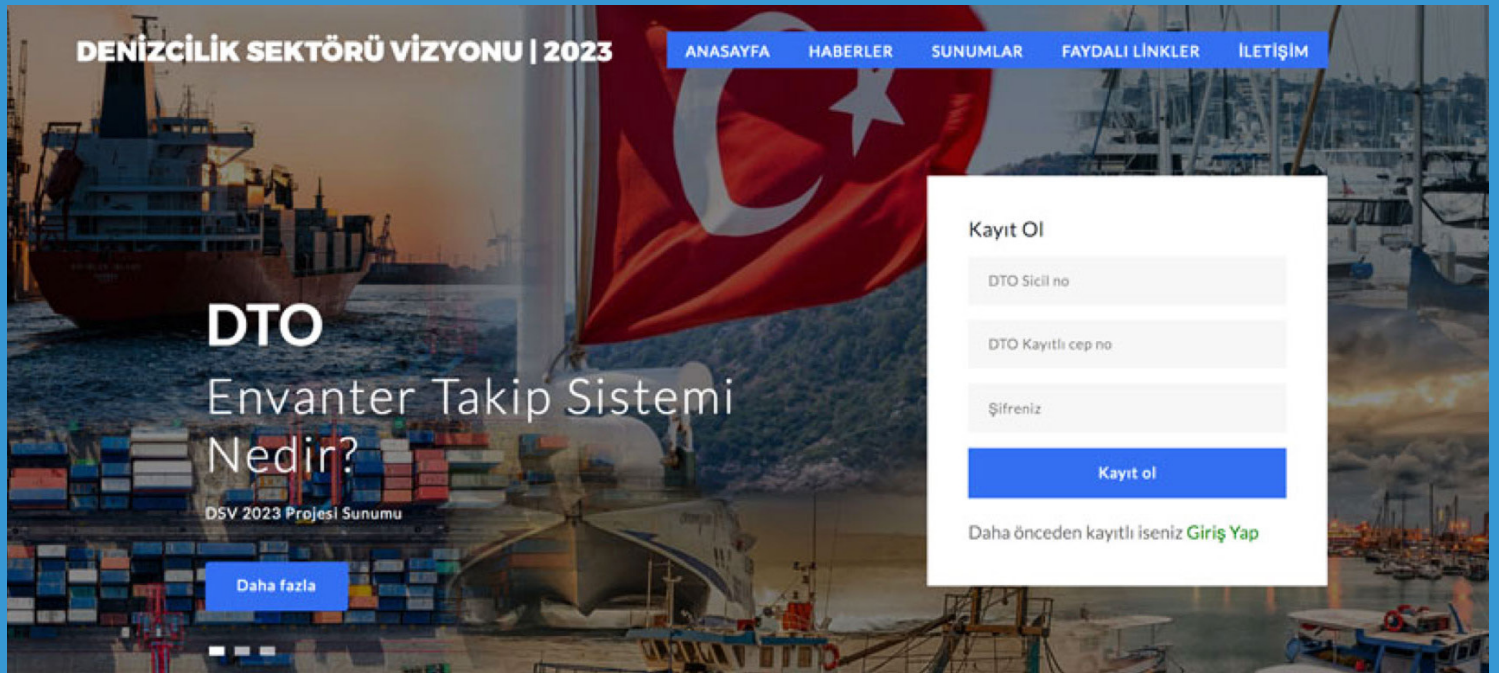 DENİZCİLİK SEKTÖRÜ VİZYONU | 2023
ANASAYFA HABERLER SUNUMLAR FAYDALI LİNKLER İLETİŞİM
DTO
Envanter Takip Sistemi
Nedir?
DSV 2023 Projesi Sunumu
Daha fazla
Kayıt Ol
DTO Sicil no
DTO Kayıtlı cep no
Şifreniz
Kayıt ol
Daha önceden kayıtlı iseniz Giriş Yap